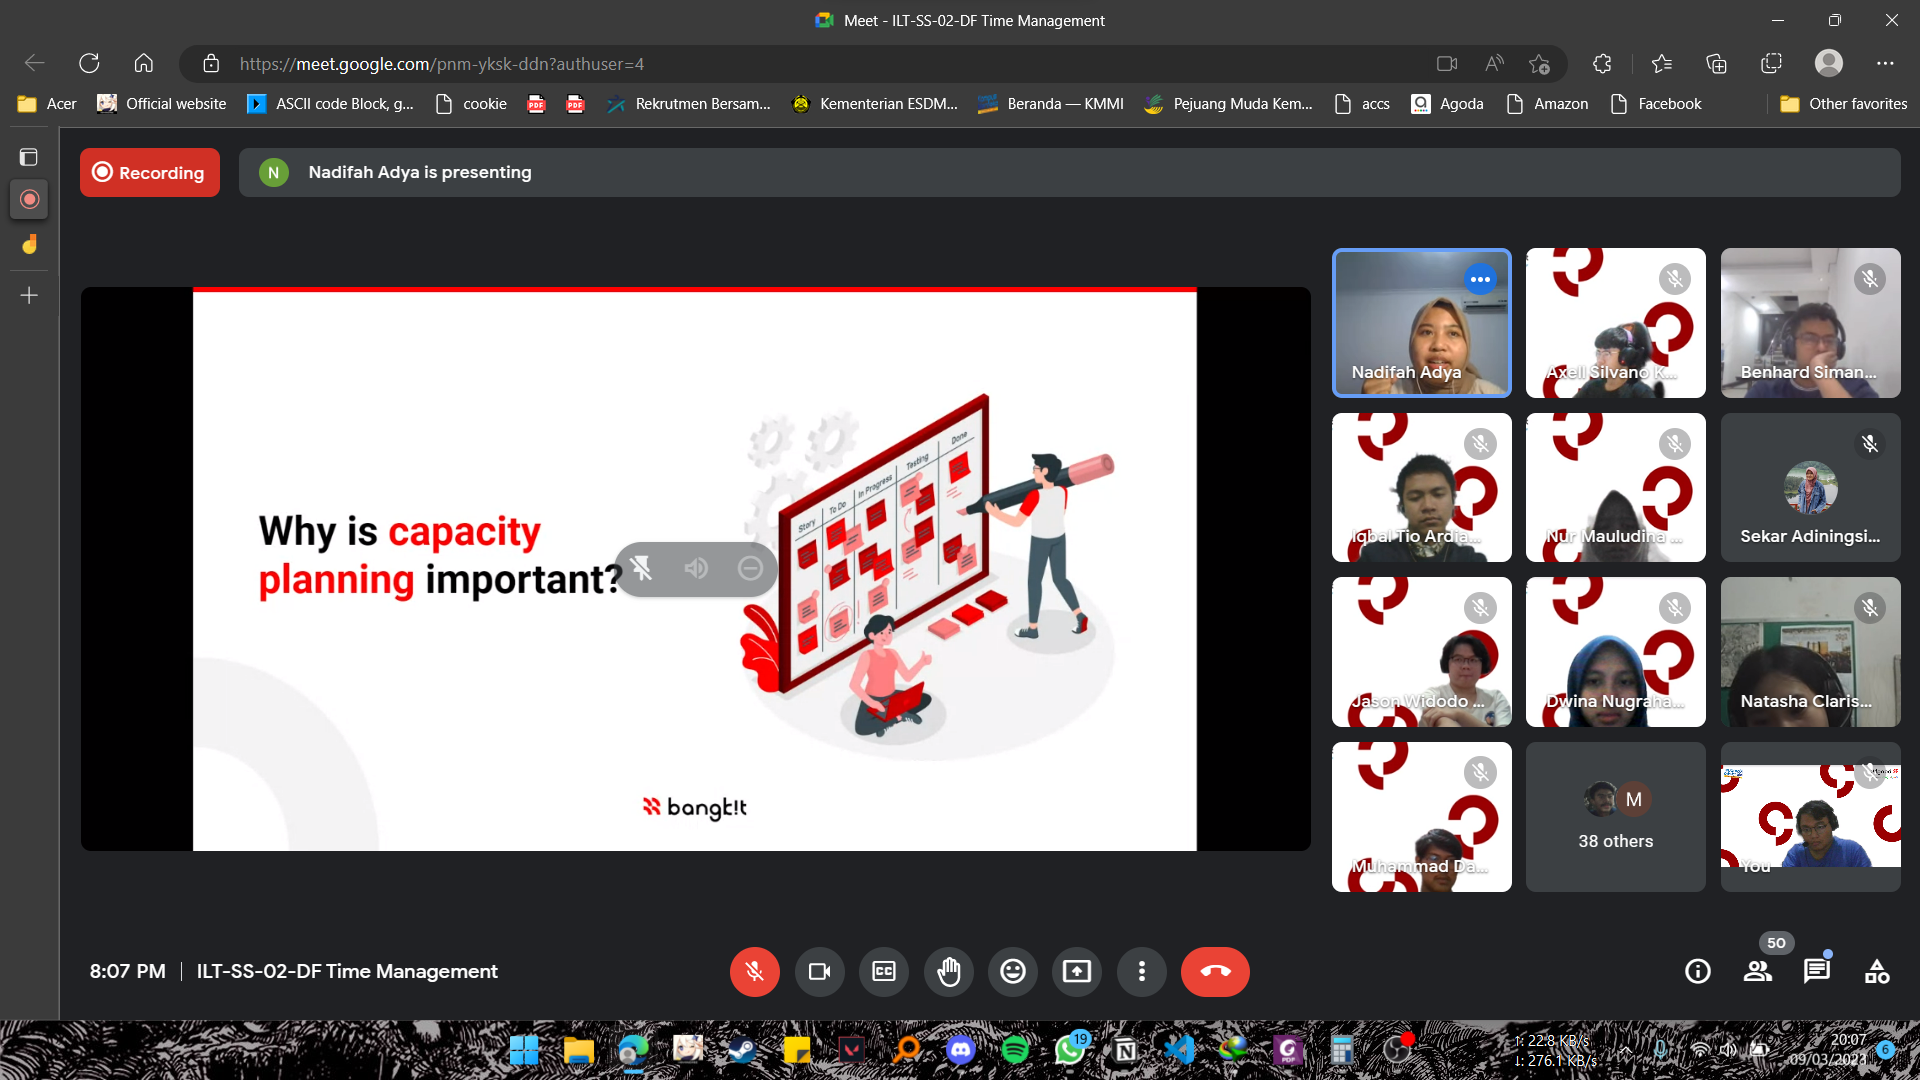 Meet - ILT-SS-02-DF Time Management
https://meet.google.com/pnm-yksk-ddn?authuser=4
Acer
Official website
ASCII code Block, g...
cookie
Rekrutmen Bersam...
Kementerian ESDM...
Beranda — KMMI
Pejuang Muda Kem...
accs
Agoda
Amazon
Facebook
Other favorites
Recording
N
Nadifah Adya is presenting
Why is capacity
planning important?
Story
To Do
In Progress
Testing
Done
bangk!t
Nadifah Adya
Axell Silvano K...
Benhard Siman...
Iqbal Tio Ardia...
Nur Mauludina ...
Sekar Adiningsi...
Jason Widodo ...
Dwina Nugraha...
Natasha Claris...
Muhammad Da...
M
38 others
You
8:07 PM
ILT-SS-02-DF Time Management
50
19
↑: 22.8 KB/s
↓: 276.1 KB/s
20:07
09/03/2023
6